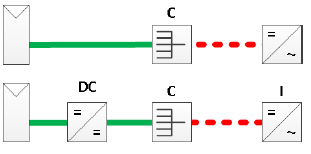 C
=
~
DC
C
I
=
=
=
~